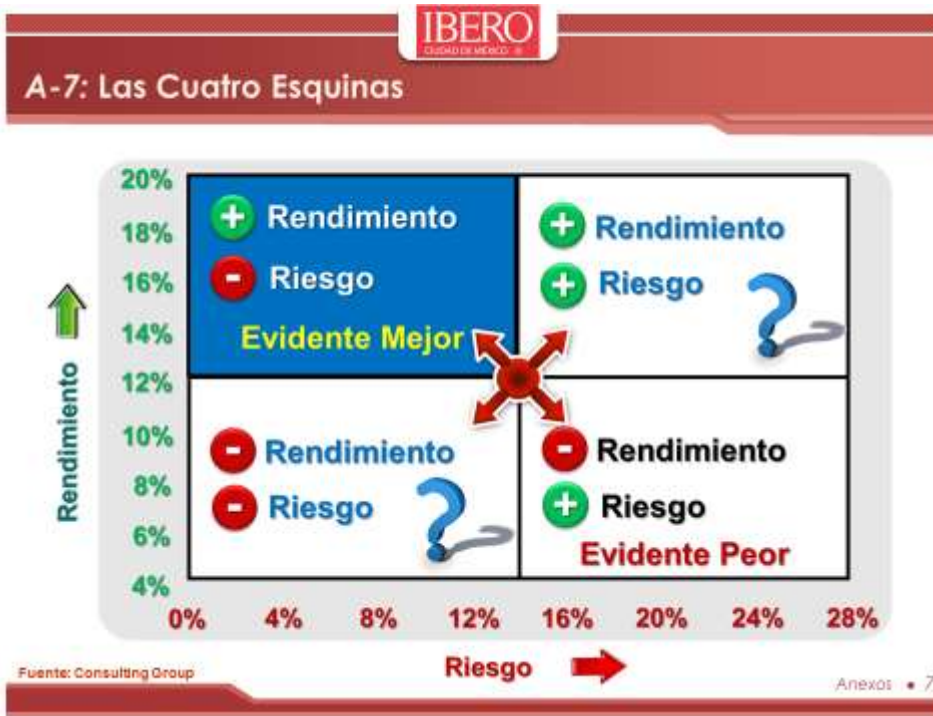 IBERO
CIUDAD DE MÉXICO ®
A-7: Las Cuatro Esquinas
20%
18%
16%
14%
12%
10%
8%
6%
4%
Rendimiento
+ Rendimiento
- Riesgo
Evidente Mejor
+ Rendimiento
+ Riesgo
?
- Rendimiento
- Riesgo
?
- Rendimiento
+ Riesgo
Evidente Peor
0% 4% 8% 12% 16% 20% 24% 28%
Riesgo
Fuente: Consulting Group
Anexos • 7